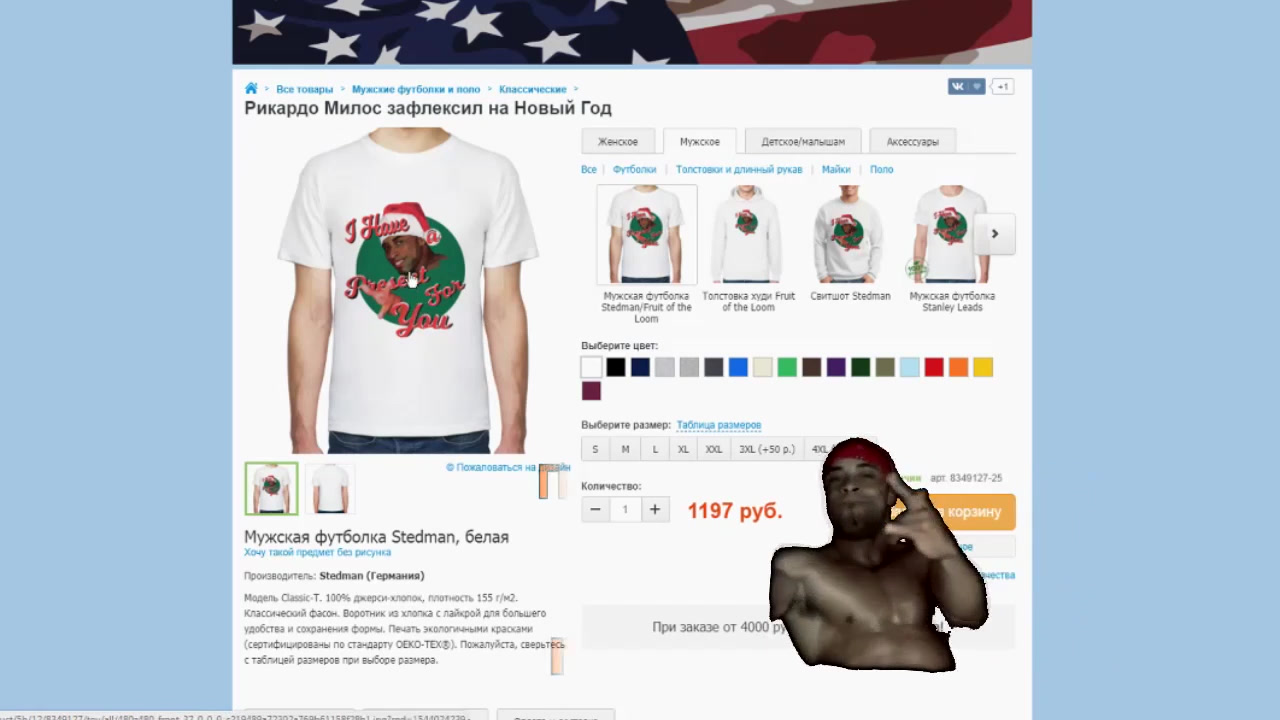 Все товары > Мужские футболки и поло > Классические >
+1
Рикардо Милос зафлексил на Новый Год
Женское
Мужское
Детское/малышам
Аксессуары
Все | Футболки | Толстовки и длинный рукав | Майки | Поло
I Have
a
Present
For
You
Мужская футболка
Stedman/Fruit of the
Loom
Толстовка худи Fruit
of the Loom
Свитшот Stedman
Мужская футболка
Stanley Leads
Выберите цвет:
Выберите размер: Таблица размеров
S M L XL XXL 3XL (+50 р.) 4XL
© Пожаловаться на дизайн
арт. 8349127-25
Количество:
− 1 +
1197 руб.
корзину
Мужская футболка Stedman, белая
Хочу такой предмет без рисунка
Производитель: Stedman (Германия)
Модель Classic-T. 100% джерси-хлопок, плотность 155 г/м2.
Классический фасон. Воротник из хлопка с лайкрой для большего
удобства и сохранения формы. Печать экологичными красками
(сертифицированы по стандарту OEKO-TEX®). Пожалуйста, сверьтесь
с таблицей размеров при выборе размера.
При заказе от 4000 ру